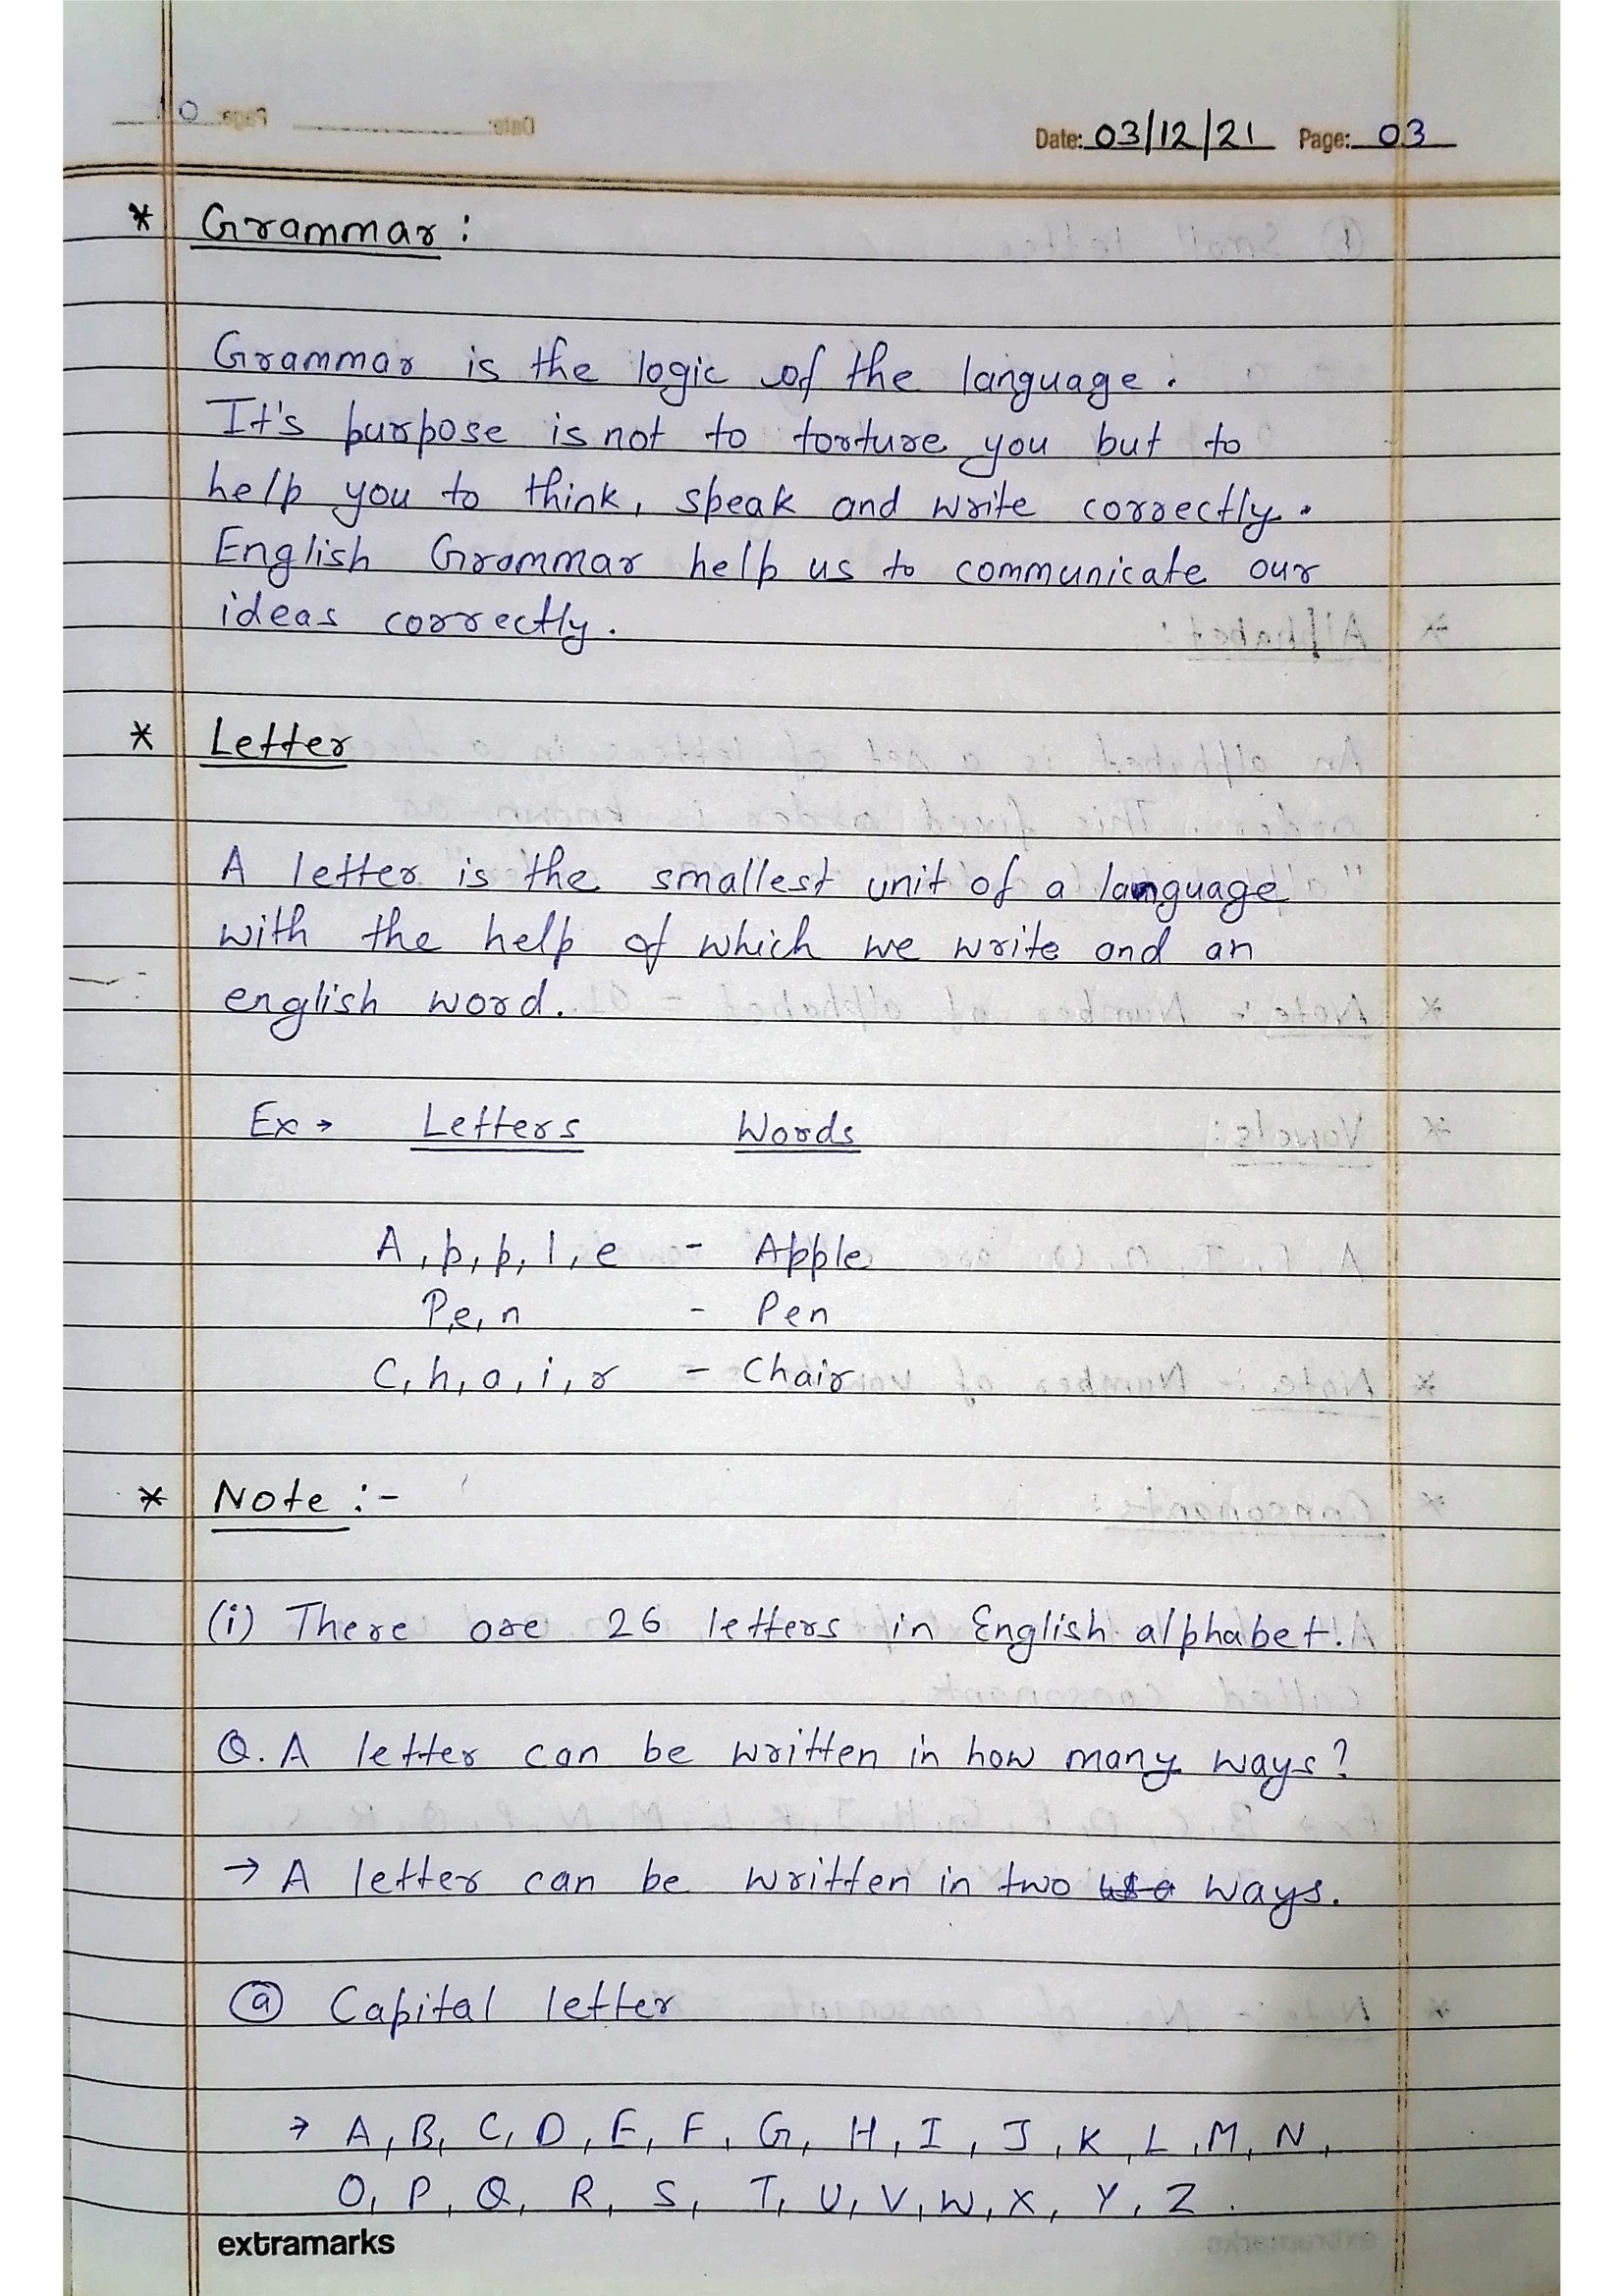 Date: 03/12/21 Page: 03
* Grammar :
Grammar is the logic of the language.
It's purpose is not to torture you but to
help you to think, speak and write correctly.
English Grammar help us to communicate our
ideas correctly.
* Letter
A letter is the smallest unit of a language
with the help of which we write and an
english word.
Ex → Letters Words
A, p, p, l, e - Apple
P, e, n - Pen
C, h, a, i, r - Chair
* Note :-
(i) There are 26 letters in English alphabet.
Q. A letter can be written in how many ways?
→ A letter can be written in two ways.
ⓐ Capital letter
→ A, B, C, D, E, F, G, H, I, J, K, L, M, N,
O, P, Q, R, S, T, U, V, W, X, Y, Z.
extramarks